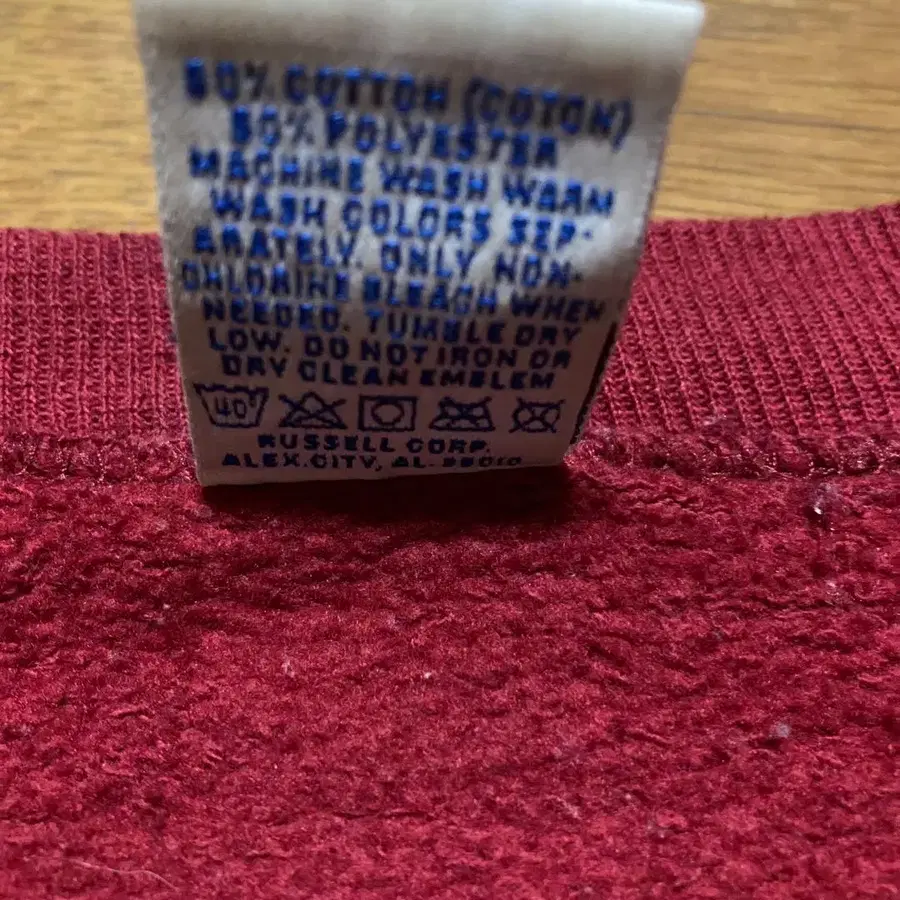 50% COTTON (COTON)
50% POLYESTER
MACHINE WASH WARM
WASH COLORS SEP-
ARATELY. ONLY NON-
CHLORINE BLEACH WHEN
NEEDED. TUMBLE DRY
LOW. DO NOT IRON OR
DRY CLEAN EMBLEM
40
RUSSELL CORP.
ALEX.CITY, AL. 35010